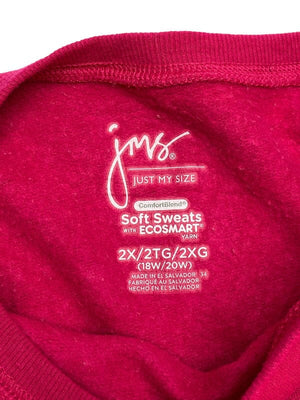 jms®
JUST MY SIZE
ComfortBlend®
Soft Sweats
WITH ECOSMART®
YARN
2X/2TG/2XG
(18W/20W)
MADE IN EL SALVADOR 34
FABRIQUÉ AU SALVADOR
HECHO EN EL SALVADOR